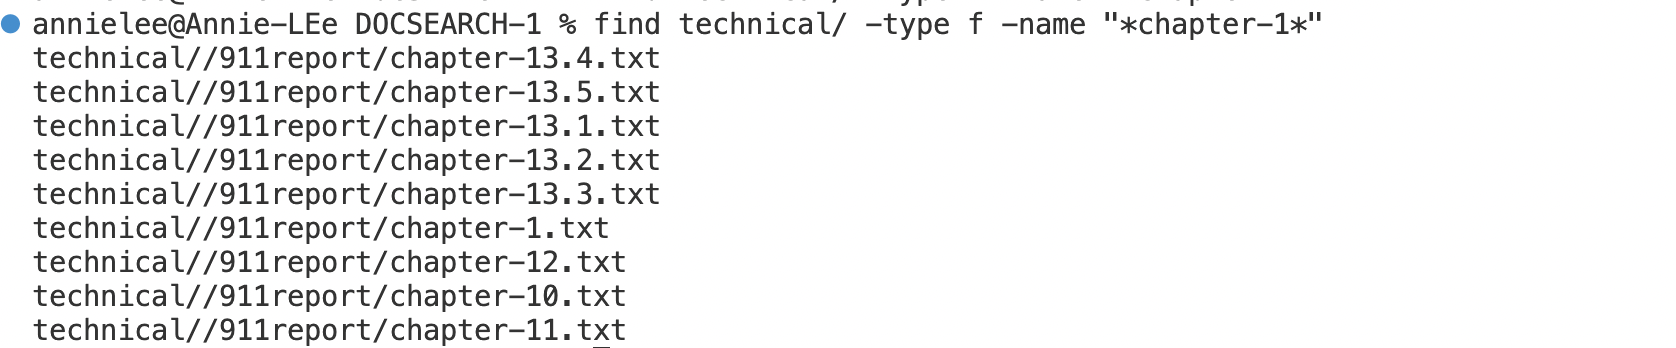 annielee@Annie-LEe DOCSEARCH-1 % find technical/ -type f -name "*chapter-1*"
technical//911report/chapter-13.4.txt
technical//911report/chapter-13.5.txt
technical//911report/chapter-13.1.txt
technical//911report/chapter-13.2.txt
technical//911report/chapter-13.3.txt
technical//911report/chapter-1.txt
technical//911report/chapter-12.txt
technical//911report/chapter-10.txt
technical//911report/chapter-11.txt